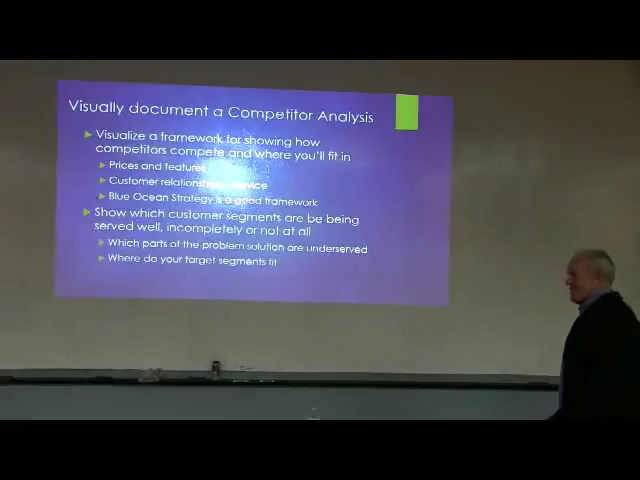 Visually document a Competitor Analysis
Visualize a framework for showing how
competitors compete and where you'll fit in
Prices and features
Customer relationships, service
Blue Ocean Strategy is a good framework
Show which customer segments are be being
served well, incompletely or not at all
Which parts of the problem solution are underserved
Where do your target segments fit